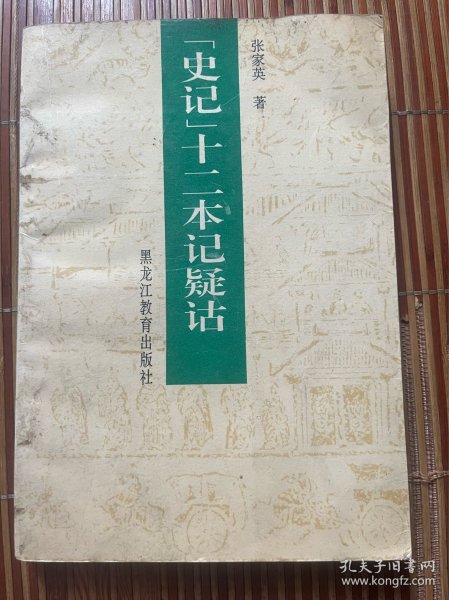 张家英 著
「史记」十二本记疑诂
黑龙江教育出版社
孔夫子旧书网
www.kongfz.com